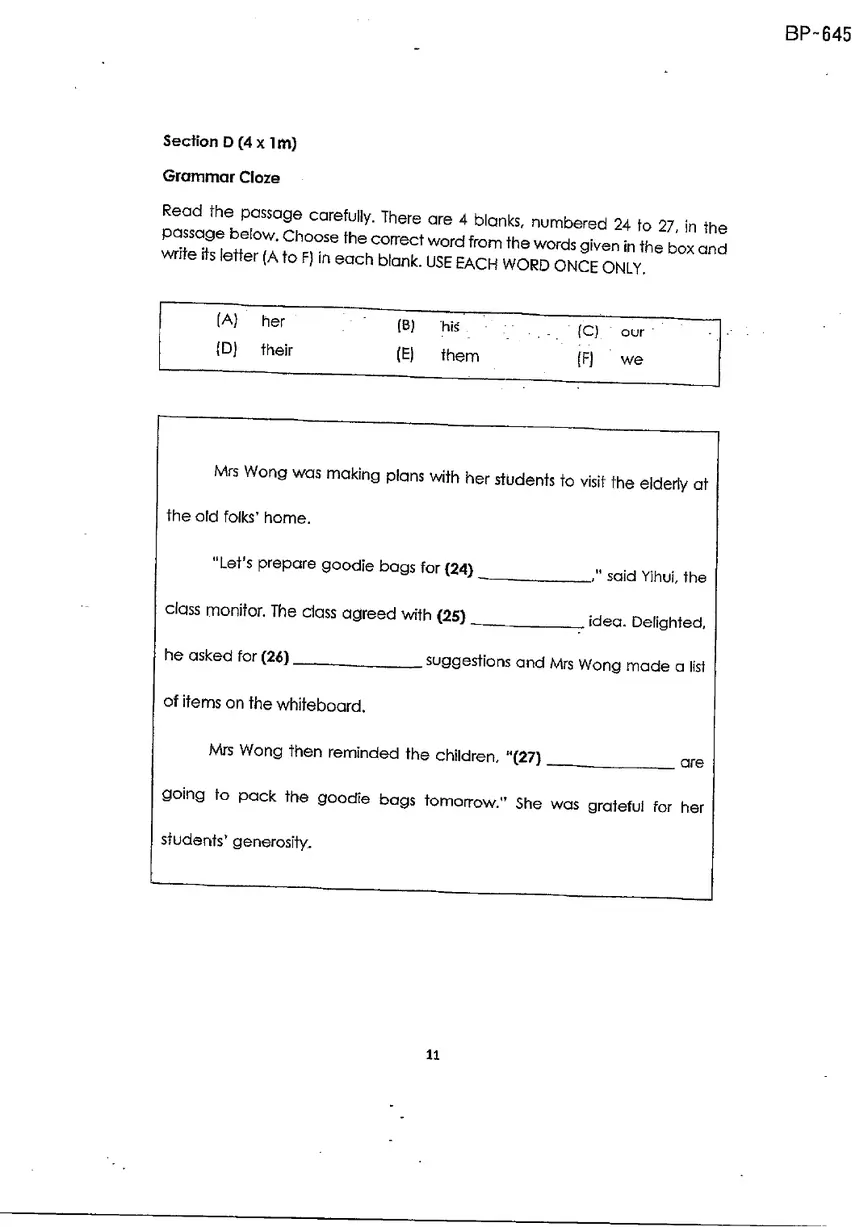 BP-645
Section D (4 x 1m)
Grammar Cloze
Read the passage carefully. There are 4 blanks, numbered 24 to 27, in the
passage below. Choose the correct word from the words given in the box and
write its letter (A to F) in each blank. USE EACH WORD ONCE ONLY.
(A) her (B) his (C) our
(D) their (E) them (F) we
Mrs Wong was making plans with her students to visit the elderly at
the old folks' home.
"Let's prepare goodie bags for (24) ____________," said Yihui, the
class monitor. The class agreed with (25) ____________ idea. Delighted,
he asked for (26) ______________ suggestions and Mrs Wong made a list
of items on the whiteboard.
Mrs Wong then reminded the children, "(27) ______________ are
going to pack the goodie bags tomorrow." She was grateful for her
students' generosity.
11